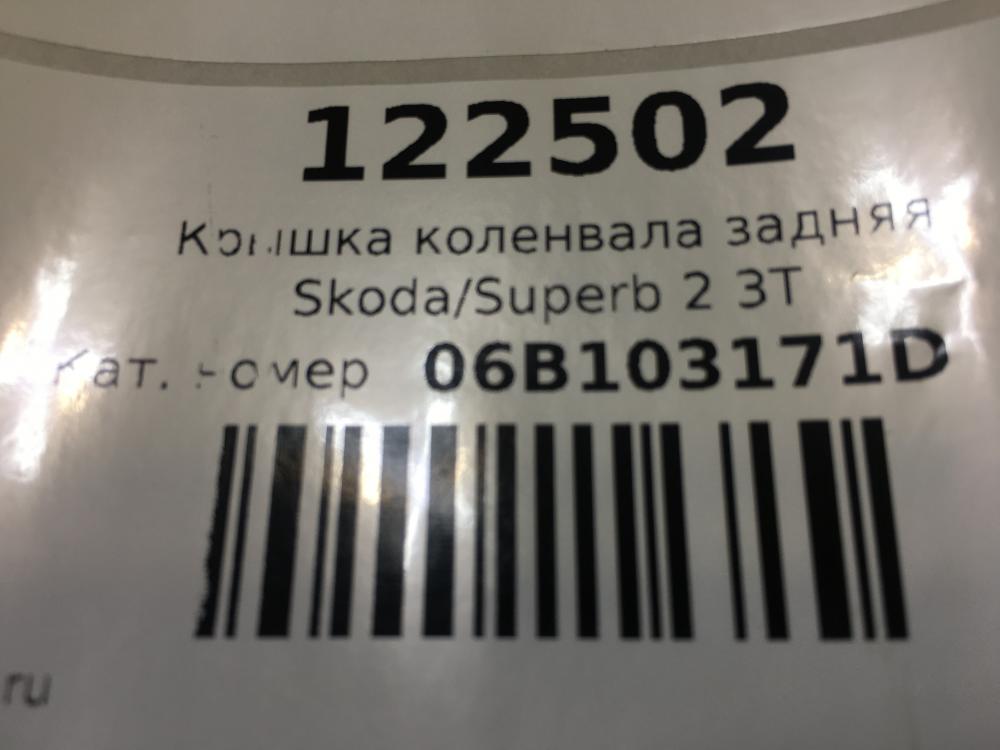 122502
Крышка коленвала задняя
Skoda/Superb 2 3T
Кат. номер 06B103171D
ru